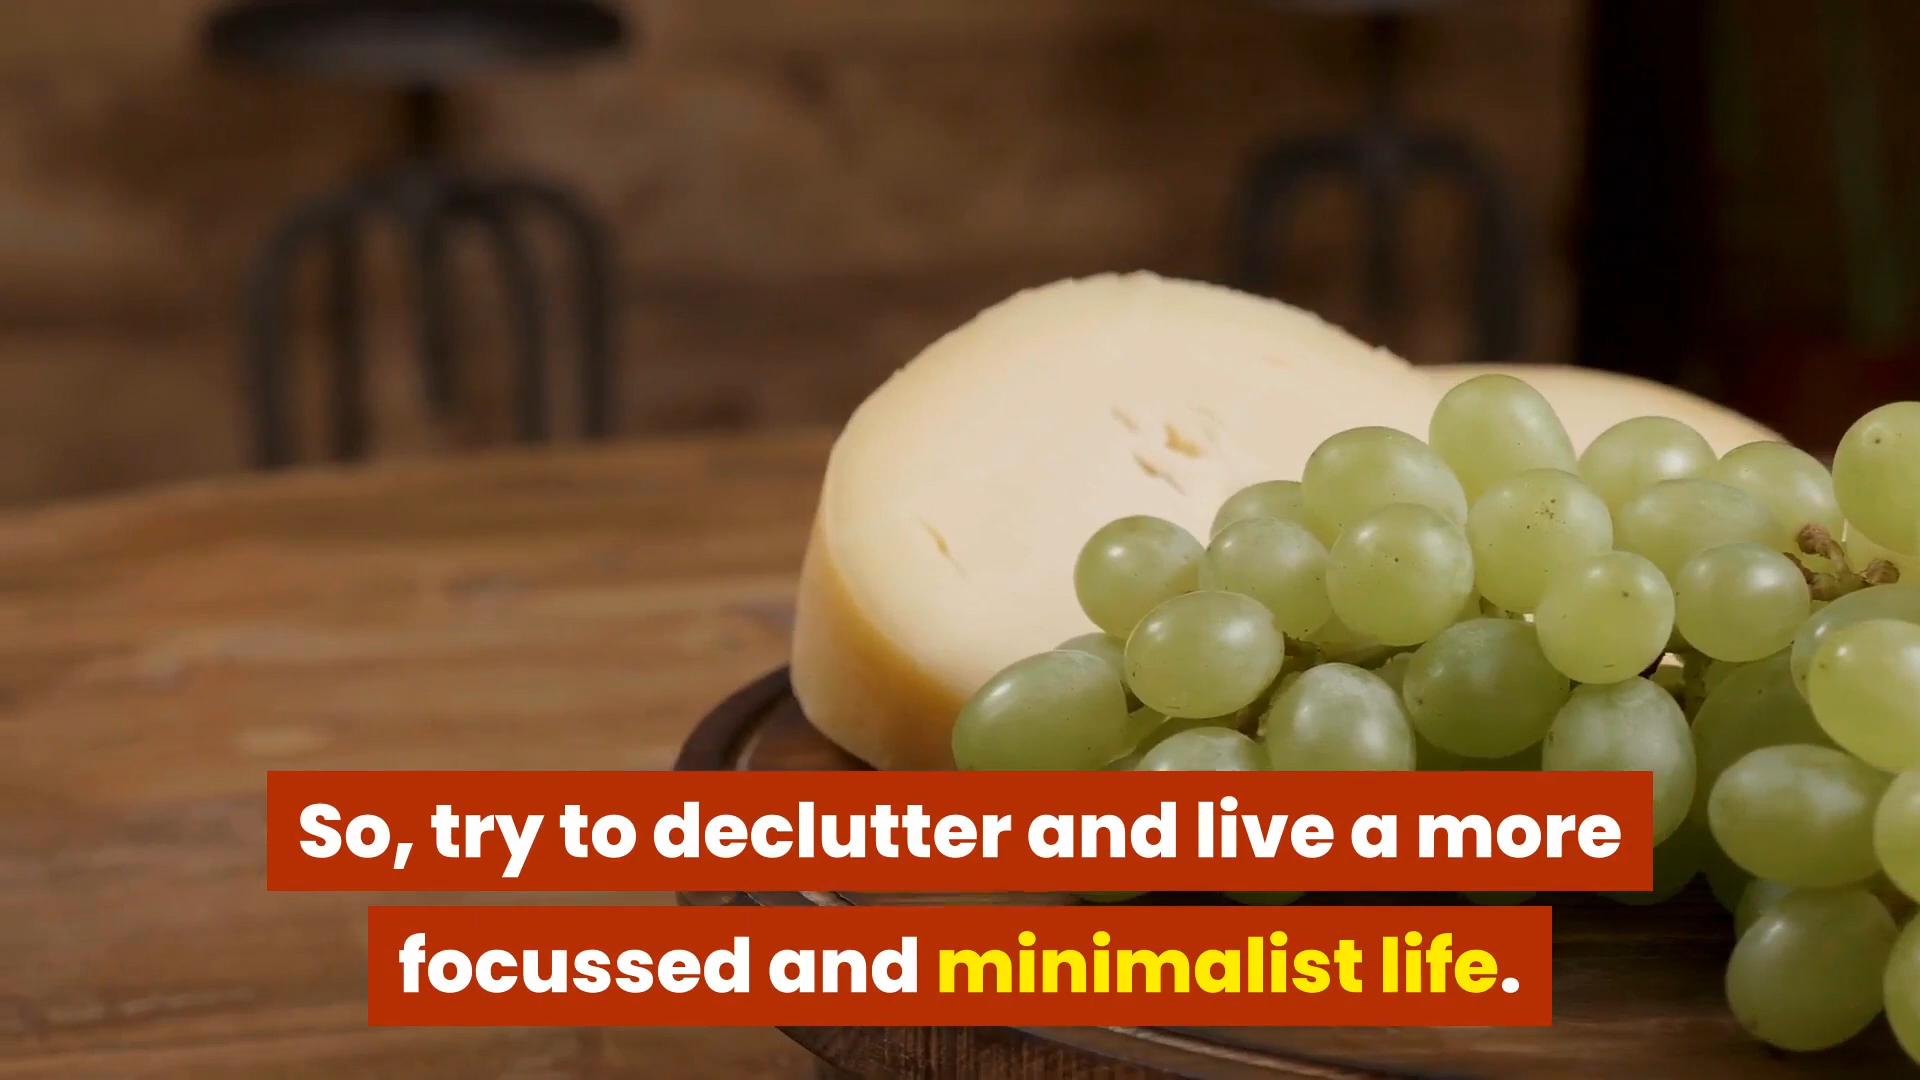 So, try to declutter and live a more
focussed and minimalist life.